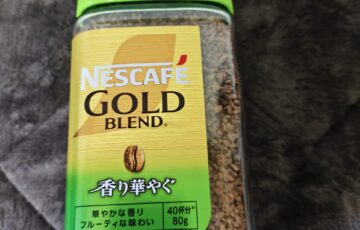 NESCAFÉ
GOLD
BLEND®
香り華やぐ
華やかな香り
フルーティな味わい
40杯分*
80g